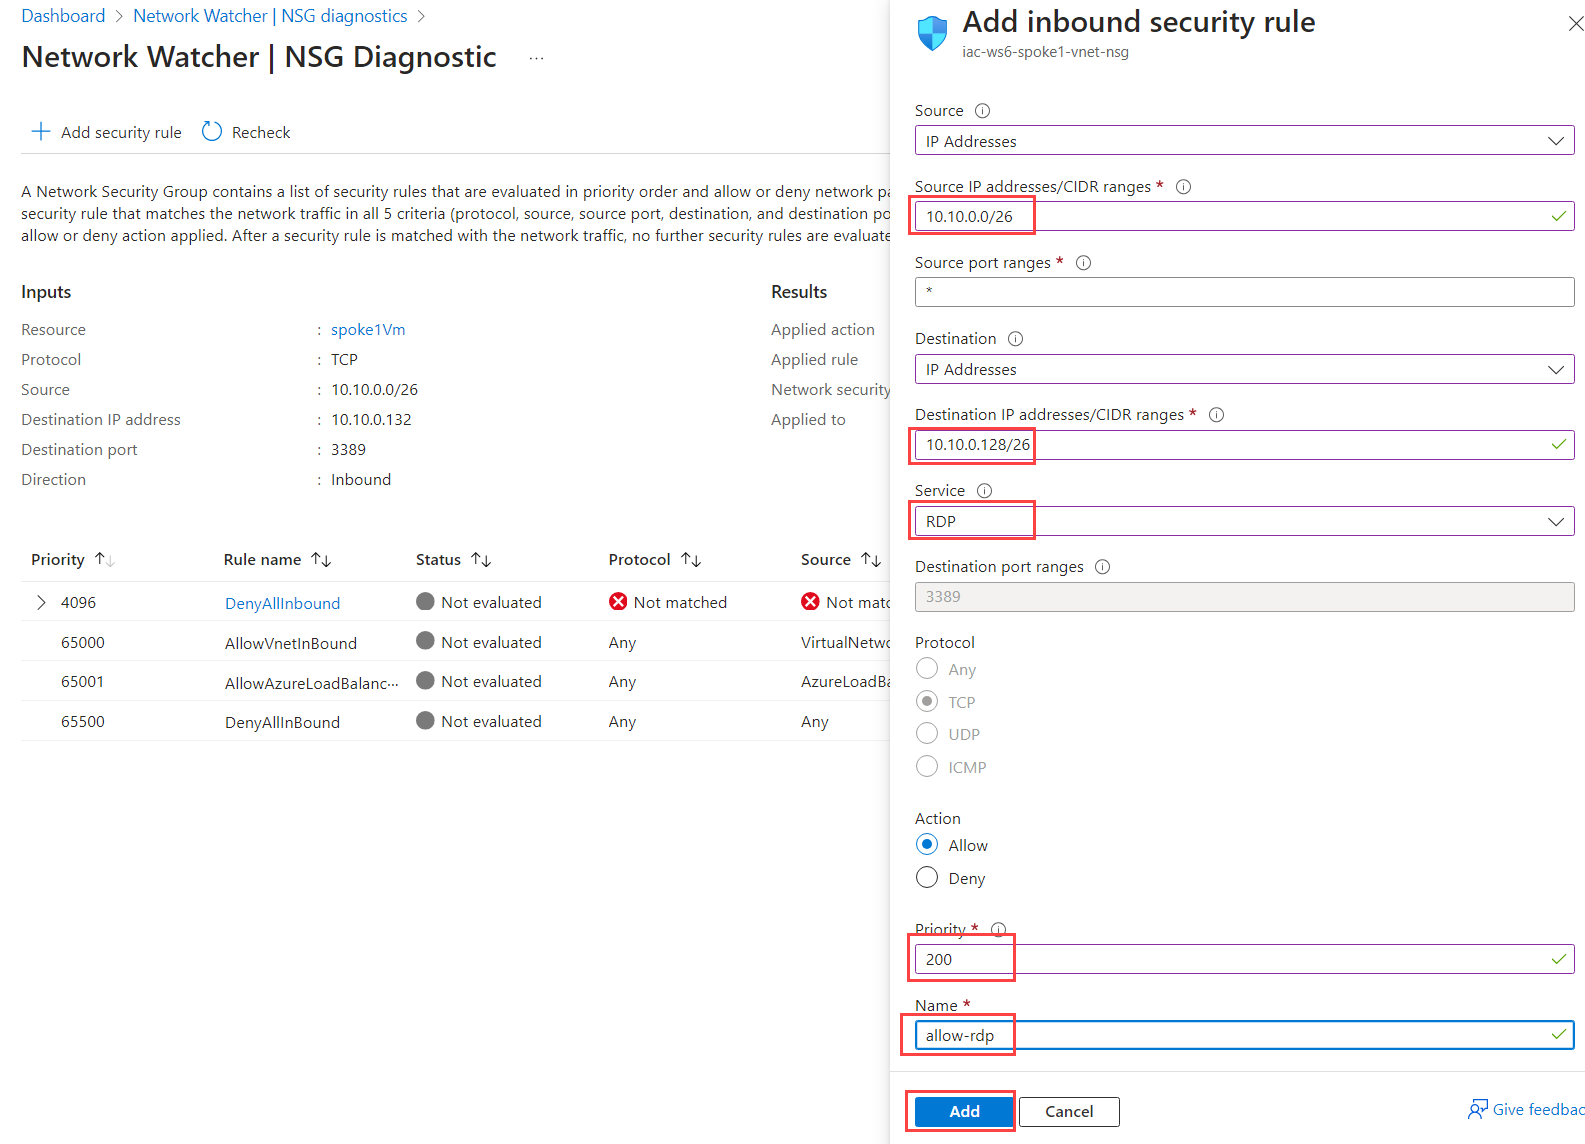 Dashboard > Network Watcher | NSG diagnostics >
Network Watcher | NSG Diagnostic ...
Add security rule Recheck
A Network Security Group contains a list of security rules that are evaluated in priority order and allow or deny network pa
security rule that matches the network traffic in all 5 criteria (protocol, source, source port, destination, and destination po
allow or deny action applied. After a security rule is matched with the network traffic, no further security rules are evaluate
Inputs
Resource : spoke1Vm
Protocol : TCP
Source : 10.10.0.0/26
Destination IP address : 10.10.0.132
Destination port : 3389
Direction : Inbound
Results
Applied action
Applied rule
Network security
Applied to
Priority Rule name Status Protocol Source
4096 DenyAllInbound Not evaluated Not matched Not matc
65000 AllowVnetInBound Not evaluated Any VirtualNetwo
65001 AllowAzureLoadBalanc... Not evaluated Any AzureLoadBa
65500 DenyAllInBound Not evaluated Any Any
Add inbound security rule
iac-ws6-spoke1-vnet-nsg
Source
IP Addresses
Source IP addresses/CIDR ranges *
10.10.0.0/26
Source port ranges *
*
Destination
IP Addresses
Destination IP addresses/CIDR ranges *
10.10.0.128/26
Service
RDP
Destination port ranges
3389
Protocol
Any
TCP
UDP
ICMP
Action
Allow
Deny
Priority *
200
Name *
allow-rdp
Add Cancel
Give feedbac